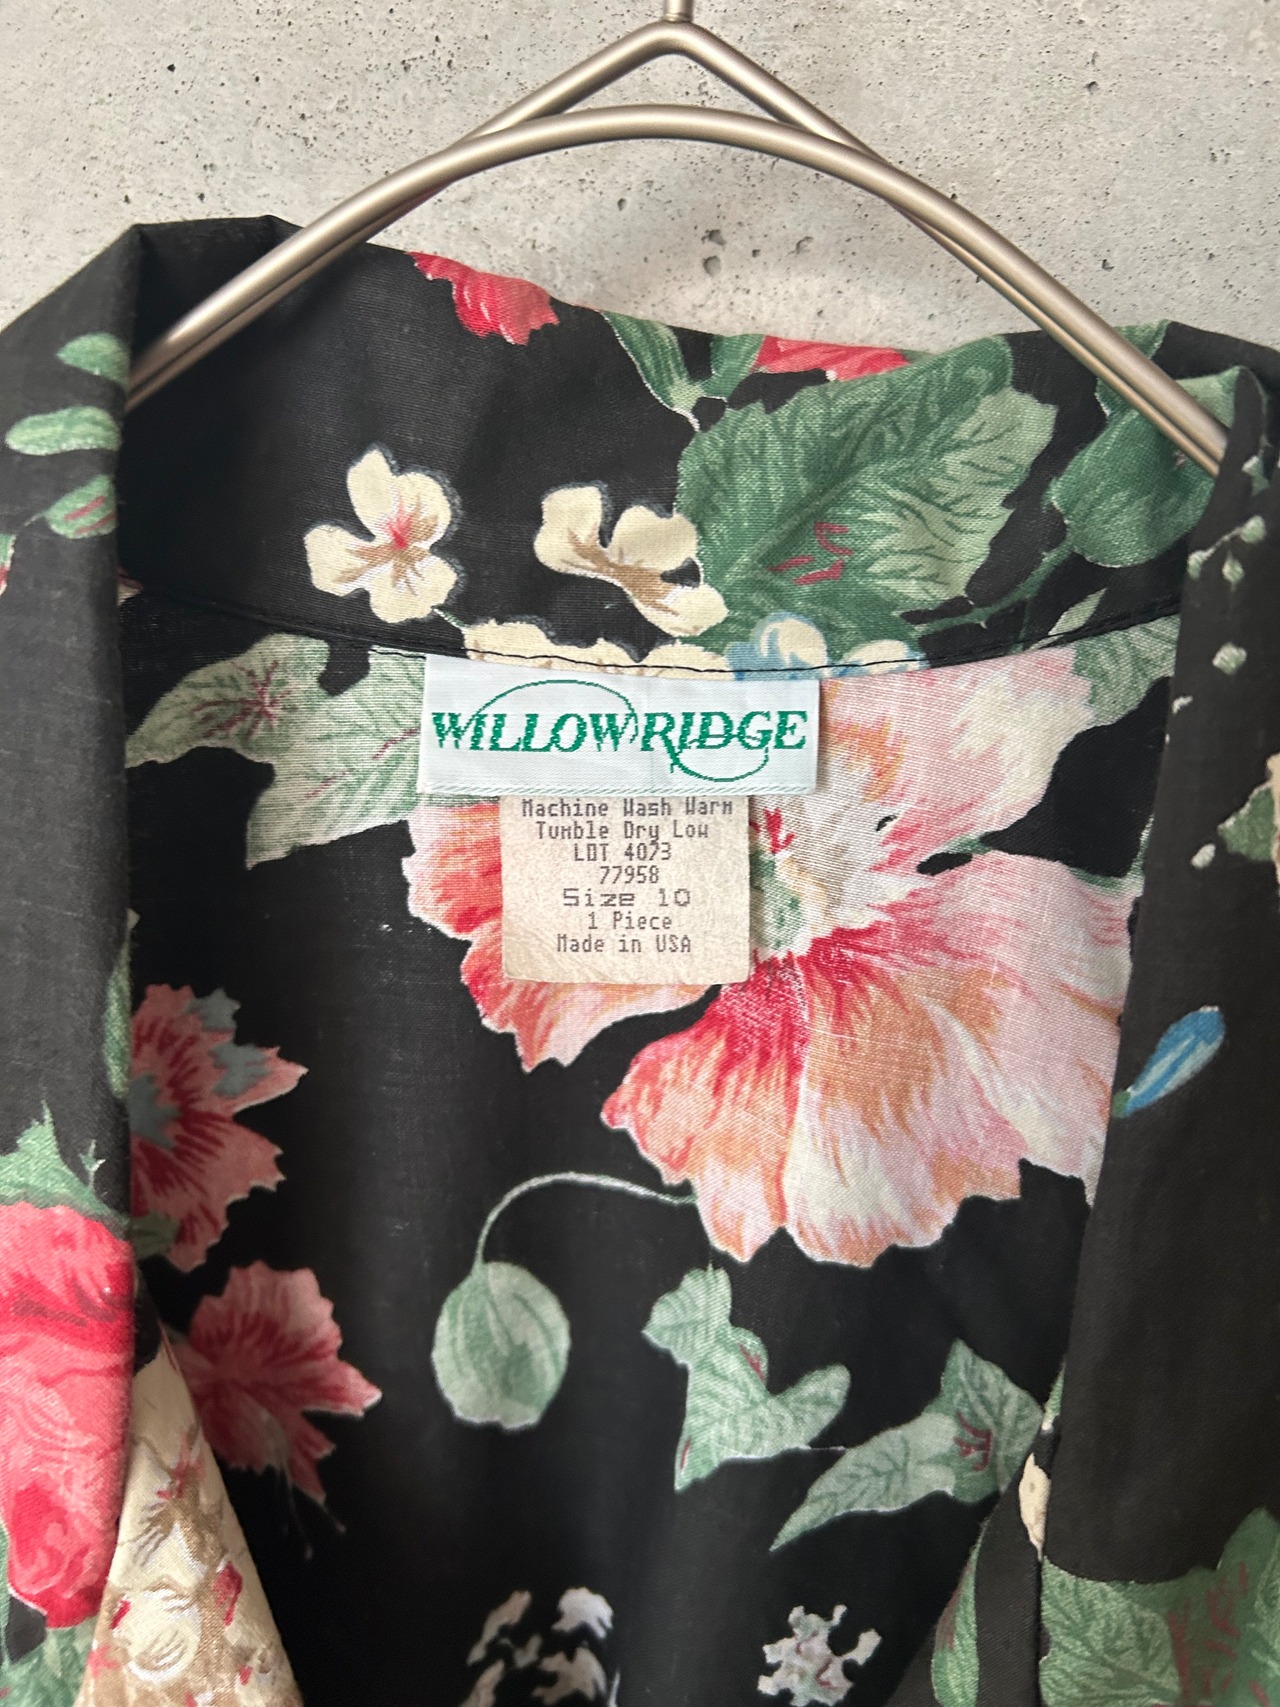 WILLOWRIDGE
Machine Wash Warm
Tumble Dry Low
LOT 4073
77958
Size 10
1 Piece
Made in USA